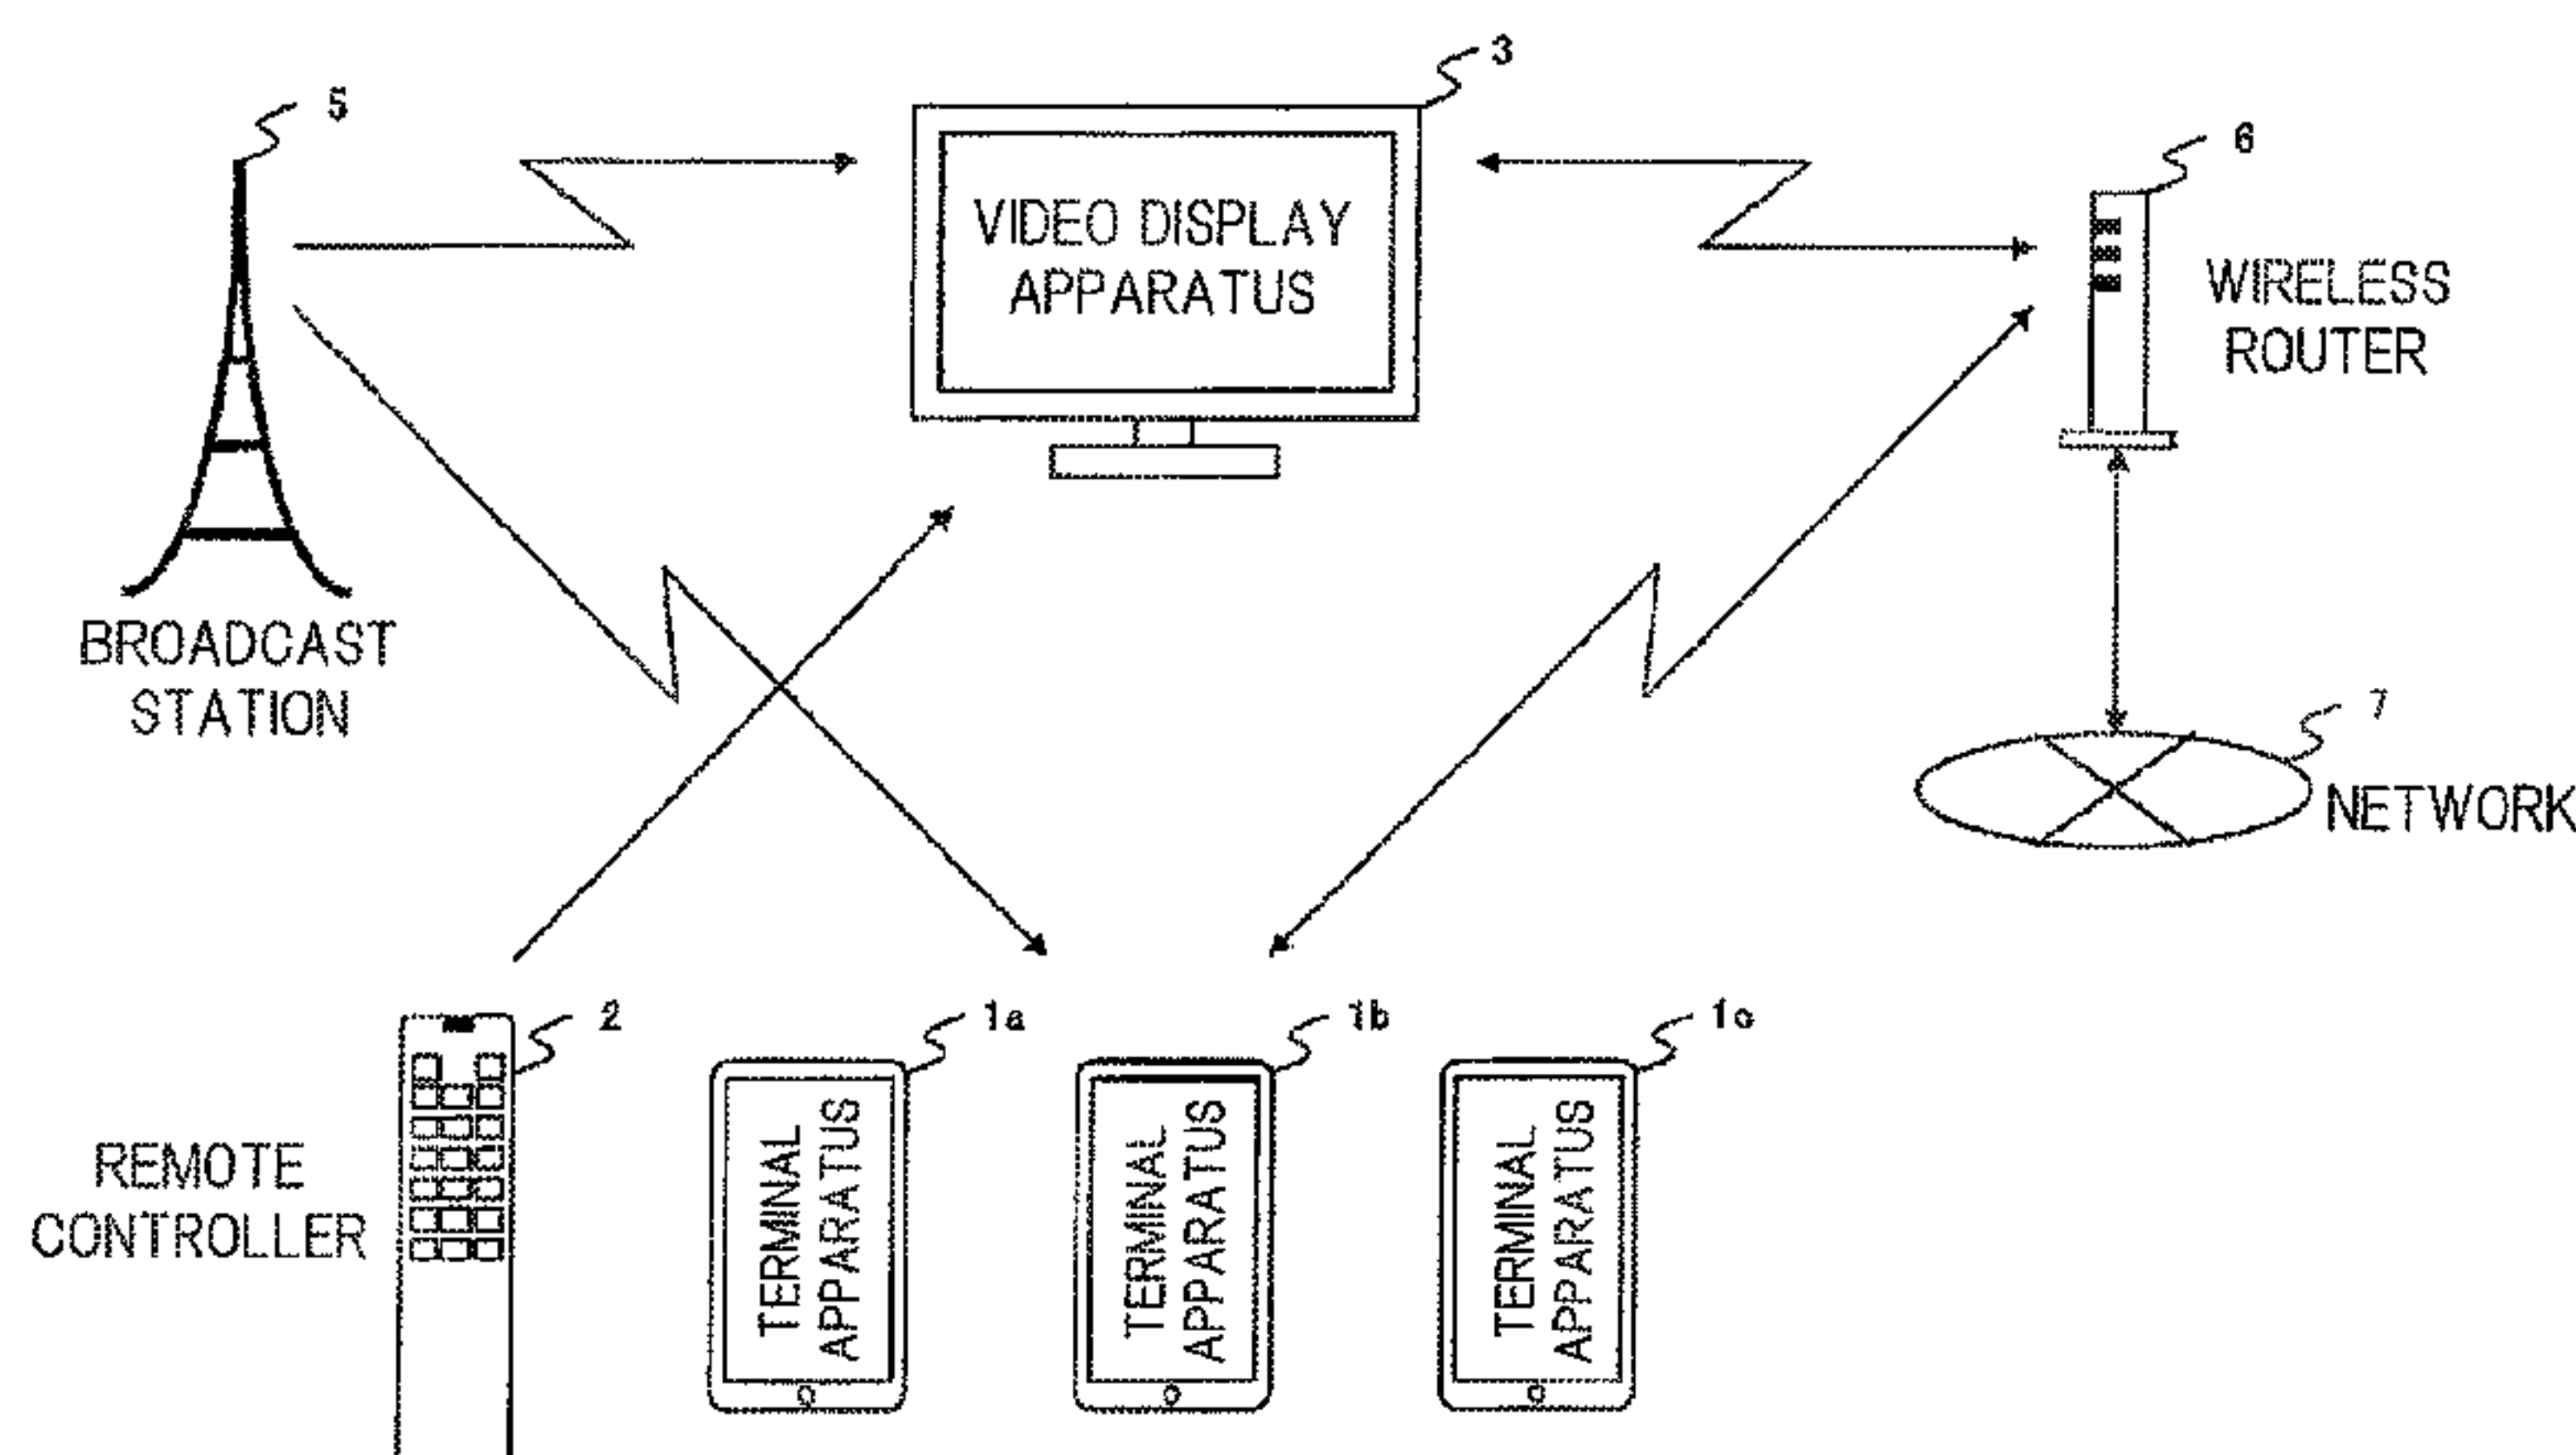 3
5
6
VIDEO DISPLAY
APPARATUS
WIRELESS
ROUTER
BROADCAST
STATION
7
NETWORK
2
1a
1b
1c
REMOTE
CONTROLLER
TERMINAL
APPARATUS
TERMINAL
APPARATUS
TERMINAL
APPARATUS